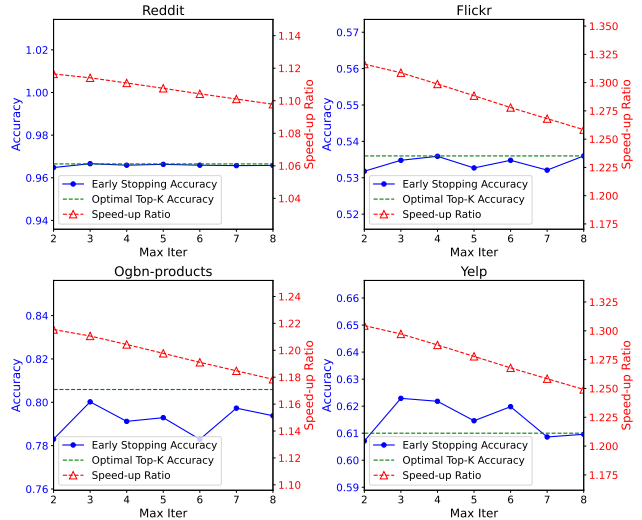 Reddit
Accuracy
1.02
1.00
0.98
0.96
0.94
1.14
1.12
1.10
1.08
1.06
1.04
Speed-up Ratio
Early Stopping Accuracy
Optimal Top-K Accuracy
Speed-up Ratio
2 3 4 5 6 7 8
Max Iter
Flickr
Accuracy
0.57
0.56
0.55
0.54
0.53
0.52
1.350
1.325
1.300
1.275
1.250
1.225
1.200
1.175
Speed-up Ratio
Early Stopping Accuracy
Optimal Top-K Accuracy
Speed-up Ratio
2 3 4 5 6 7 8
Max Iter
Ogbn-products
Accuracy
0.84
0.82
0.80
0.78
0.76
1.24
1.22
1.20
1.18
1.16
1.14
1.12
1.10
Speed-up Ratio
Early Stopping Accuracy
Optimal Top-K Accuracy
Speed-up Ratio
2 3 4 5 6 7 8
Max Iter
Yelp
Accuracy
0.66
0.65
0.64
0.63
0.62
0.61
0.60
0.59
1.325
1.300
1.275
1.250
1.225
1.200
1.175
Speed-up Ratio
Early Stopping Accuracy
Optimal Top-K Accuracy
Speed-up Ratio
2 3 4 5 6 7 8
Max Iter